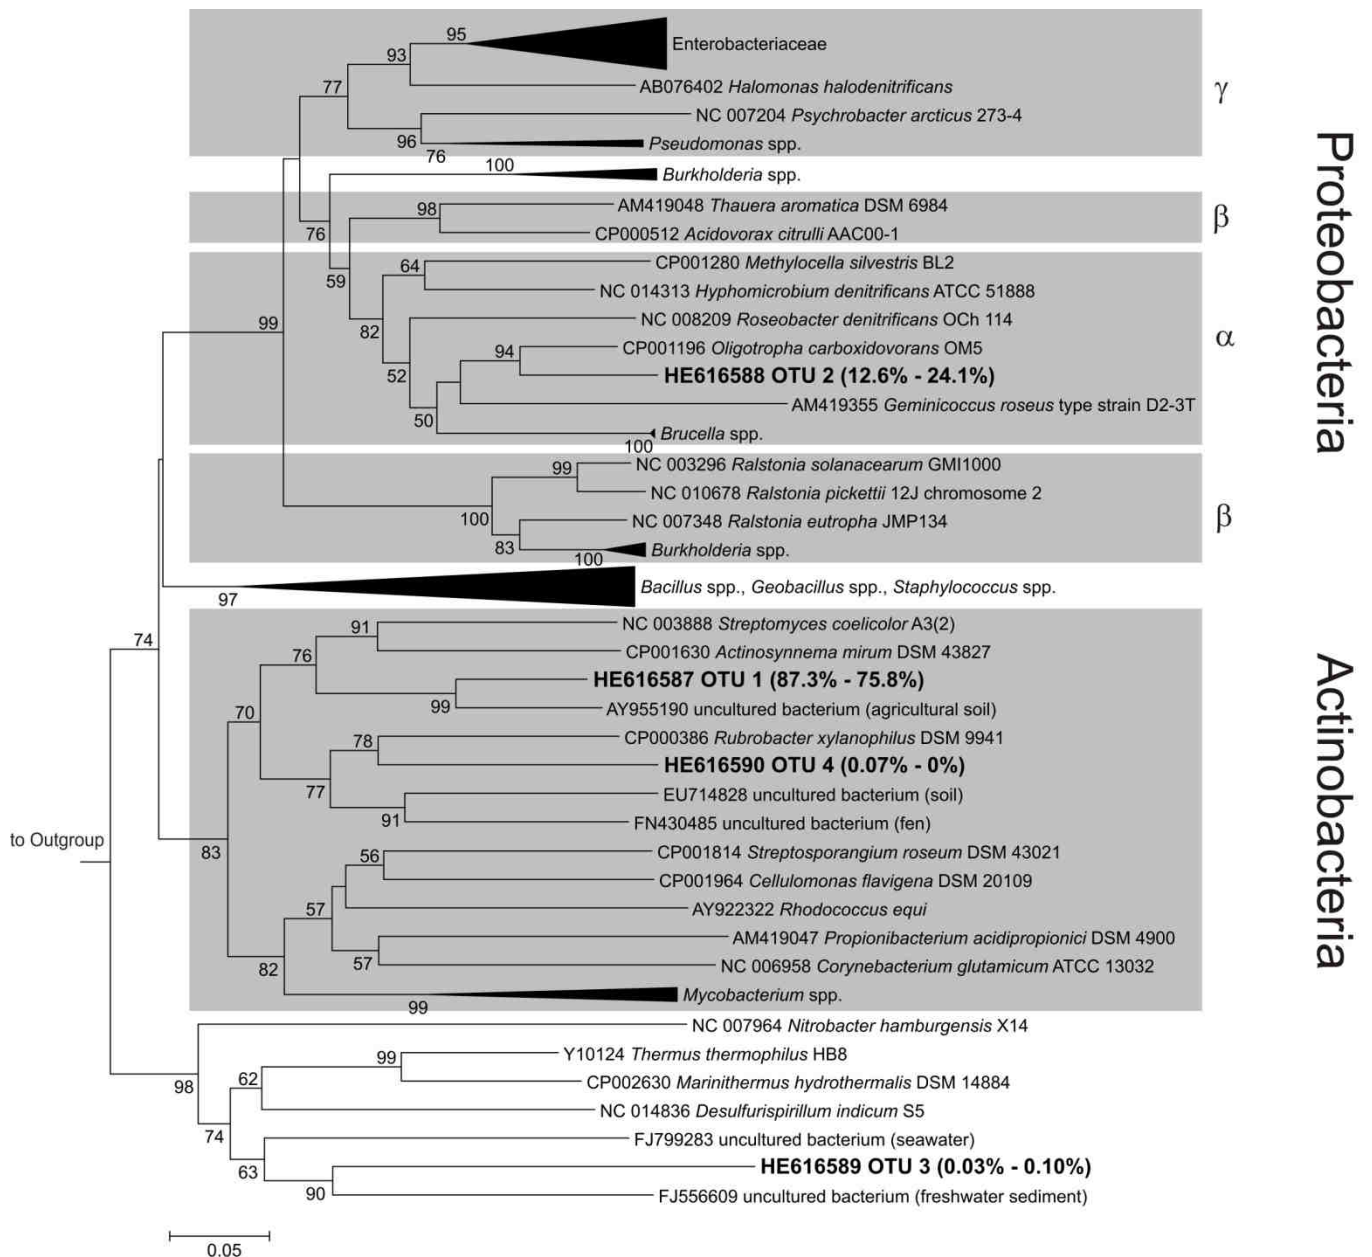 95
Enterobacteriaceae
93
AB076402 Halomonas halodenitrificans
77
γ
NC 007204 Psychrobacter arcticus 273-4
96
Pseudomonas spp.
76
100
Burkholderia spp.
98
AM419048 Thauera aromatica DSM 6984
β
76
CP000512 Acidovorax citrulli AAC00-1
59
64
CP001280 Methylocella silvestris BL2
NC 014313 Hyphomicrobium denitrificans ATCC 51888
99
82
NC 008209 Roseobacter denitrificans OCh 114
α
94
CP001196 Oligotropha carboxidovorans OM5
52
HE616588 OTU 2 (12.6% - 24.1%)
AM419355 Geminicoccus roseus type strain D2-3T
50
Brucella spp.
100
Proteobacteria
99
NC 003296 Ralstonia solanacearum GMI1000
NC 010678 Ralstonia pickettii 12J chromosome 2
100
NC 007348 Ralstonia eutropha JMP134
β
83
Burkholderia spp.
100
Bacillus spp., Geobacillus spp., Staphylococcus spp.
97
74
91
NC 003888 Streptomyces coelicolor A3(2)
76
CP001630 Actinosynnema mirum DSM 43827
HE616587 OTU 1 (87.3% - 75.8%)
99
AY955190 uncultured bacterium (agricultural soil)
70
78
CP000386 Rubrobacter xylanophilus DSM 9941
HE616590 OTU 4 (0.07% - 0%)
77
EU714828 uncultured bacterium (soil)
91
FN430485 uncultured bacterium (fen)
to Outgroup
83
56
CP001814 Streptosporangium roseum DSM 43021
CP001964 Cellulomonas flavigena DSM 20109
57
AY922322 Rhodococcus equi
AM419047 Propionibacterium acidipropionici DSM 4900
57
NC 006958 Corynebacterium glutamicum ATCC 13032
82
Mycobacterium spp.
99
Actinobacteria
NC 007964 Nitrobacter hamburgensis X14
99
Y10124 Thermus thermophilus HB8
98
62
CP002630 Marinithermus hydrothermalis DSM 14884
NC 014836 Desulfurispirillum indicum S5
74
FJ799283 uncultured bacterium (seawater)
63
HE616589 OTU 3 (0.03% - 0.10%)
90
FJ556609 uncultured bacterium (freshwater sediment)
0.05